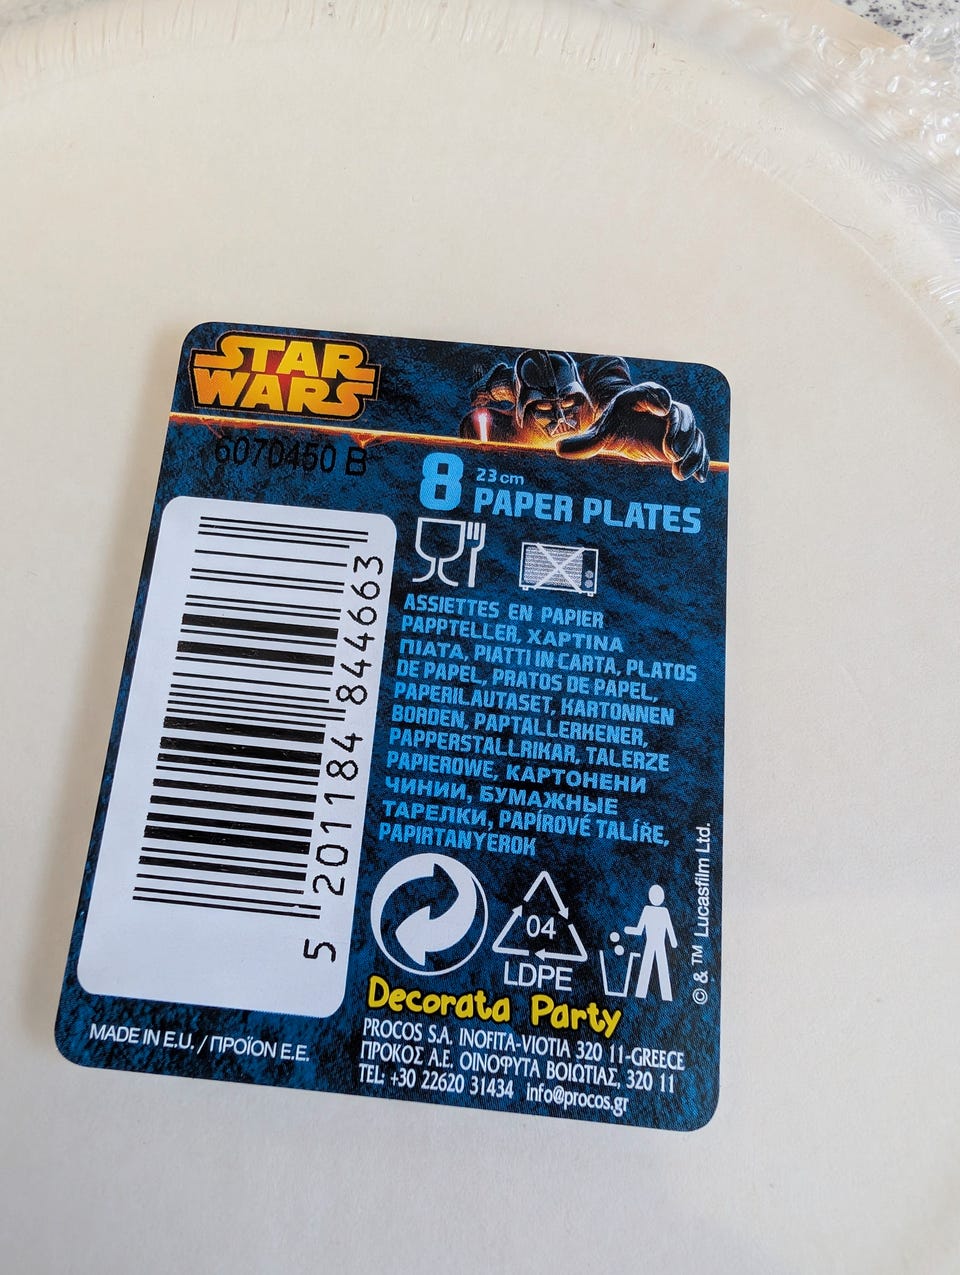 STAR
WARS
6070450 B
8 23 cm
PAPER PLATES
ASSIETTES EN PAPIER
PAPPTELLER, ΧΑΡΤΙΝΑ
ΠΙΑΤΑ, PIATTI IN CARTA, PLATOS
DE PAPEL, PRATOS DE PAPEL,
PAPERILAUTASET, KARTONNEN
BORDEN, PAPTALLERKENER,
PAPPERSTALLRIKAR, TALERZE
PAPIEROWE, КАРТОНЕНИ
ЧИНИИ, БУМАЖНЫЕ
ТАРЕЛКИ, PAPÍROVÉ TALÍŘE,
PAPIRTANYÉROK
5 201184 844663
04
LDPE
© & ™ Lucasfilm Ltd.
Decorata Party
PROCOS S.A. INOFITA-VIOTIA 320 11-GREECE
ΠΡΟΚΟΣ Α.Ε. ΟΙΝΟΦΥΤΑ ΒΟΙΩΤΙΑΣ, 320 11
TEL: +30 22620 31434 info@procos.gr
MADE IN E.U. / ΠΡΟΪΟΝ Ε.Ε.